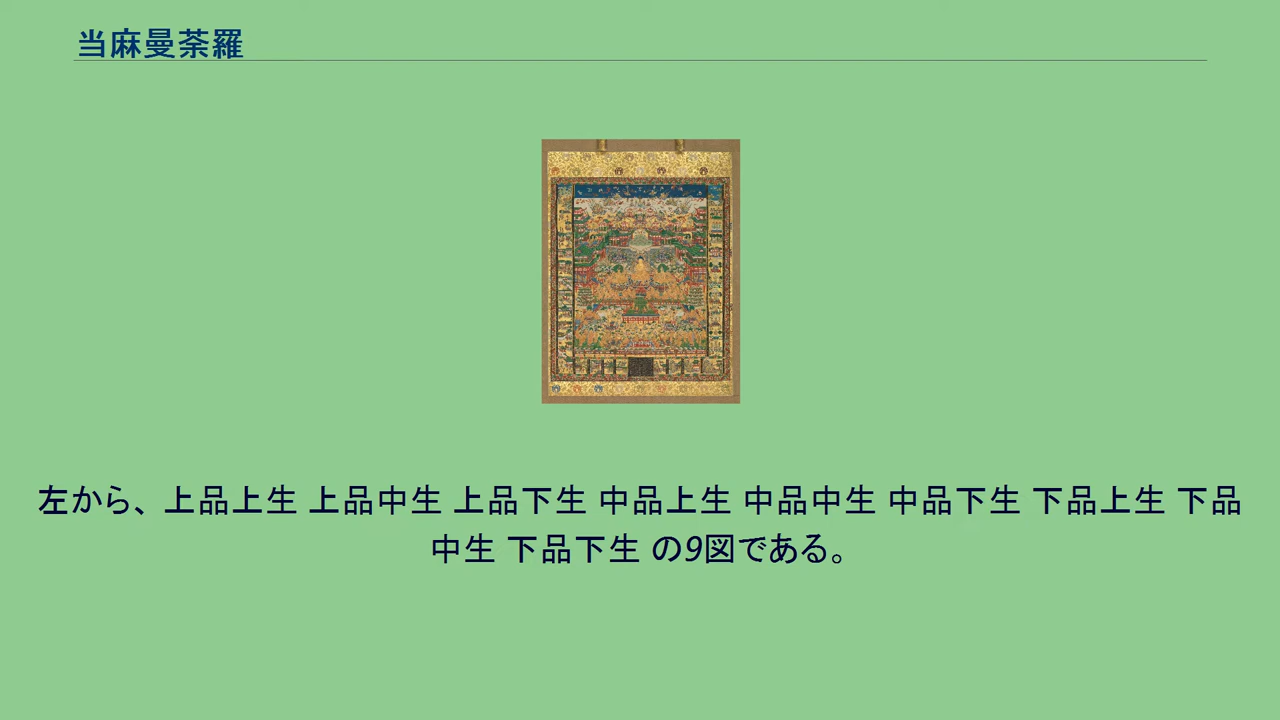 当麻曼荼羅
左から、上品上生 上品中生 上品下生 中品上生 中品中生 中品下生 下品上生 下品
中生 下品下生 の9図である。